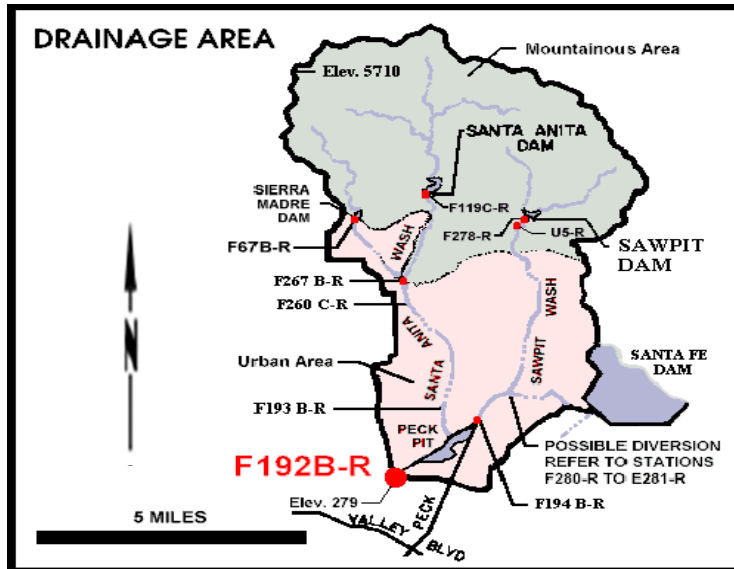 DRAINAGE AREA
Mountainous Area
Elev. 5710
SANTA ANITA
DAM
SIERRA
MADRE
DAM
F119C-R
F67B-R
F278-R
U5-R
SAWPIT
DAM
WASH
F267 B-R
F260 C-R
WASH
ANITA
SANTA
SAWPIT
SANTA FE
DAM
Urban Area
F193 B-R
PECK
PIT
F192B-R
POSSIBLE DIVERSION
REFER TO STATIONS
F280-R TO E281-R
Elev. 279
F194 B-R
N
5 MILES
VALLEY
PECK
BLVD